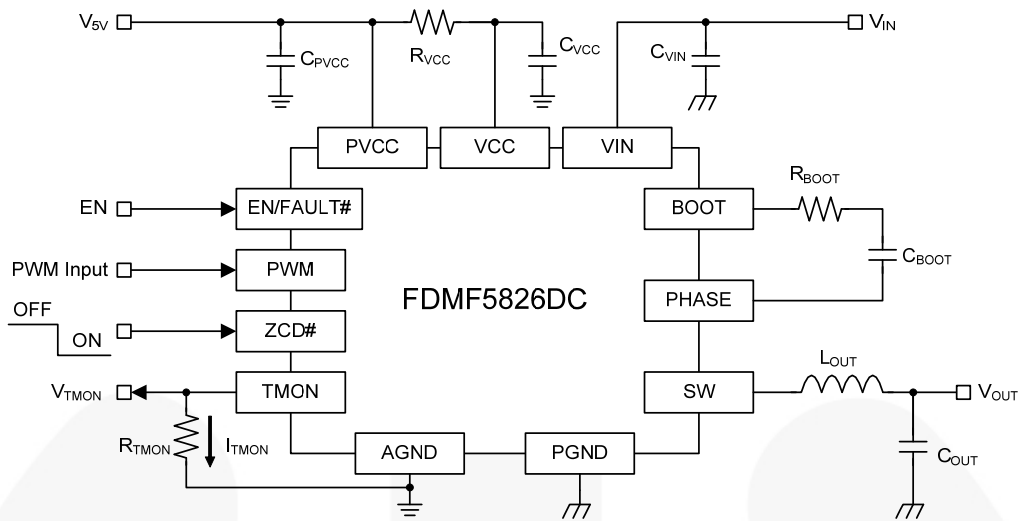 V5V
VIN
CPVCC
RVCC
CVCC
CVIN
PVCC
VCC
VIN
EN
EN/FAULT#
BOOT
RBOOT
CBOOT
PWM Input
PWM
FDMF5826DC
PHASE
OFF
ON
ZCD#
VTMON
TMON
SW
LOUT
VOUT
RTMON
ITMON
AGND
PGND
COUT